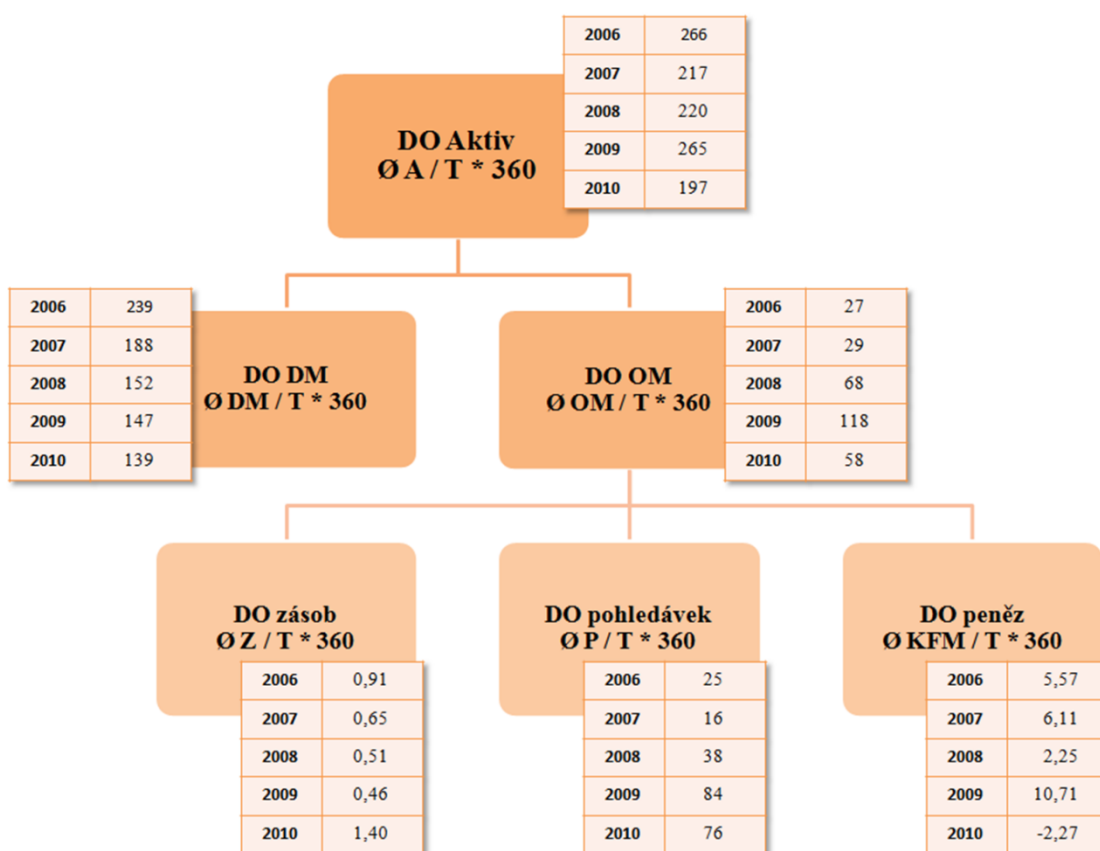 DO Aktiv
Ø A / T * 360
2006 266
2007 217
2008 220
2009 265
2010 197
2006 239
2007 188
2008 152
2009 147
2010 139
DO DM
Ø DM / T * 360
DO OM
Ø OM / T * 360
2006 27
2007 29
2008 68
2009 118
2010 58
DO zásob
Ø Z / T * 360
2006 0,91
2007 0,65
2008 0,51
2009 0,46
2010 1,40
DO pohledávek
Ø P / T * 360
2006 25
2007 16
2008 38
2009 84
2010 76
DO peněz
Ø KFM / T * 360
2006 5,57
2007 6,11
2008 2,25
2009 10,71
2010 -2,27